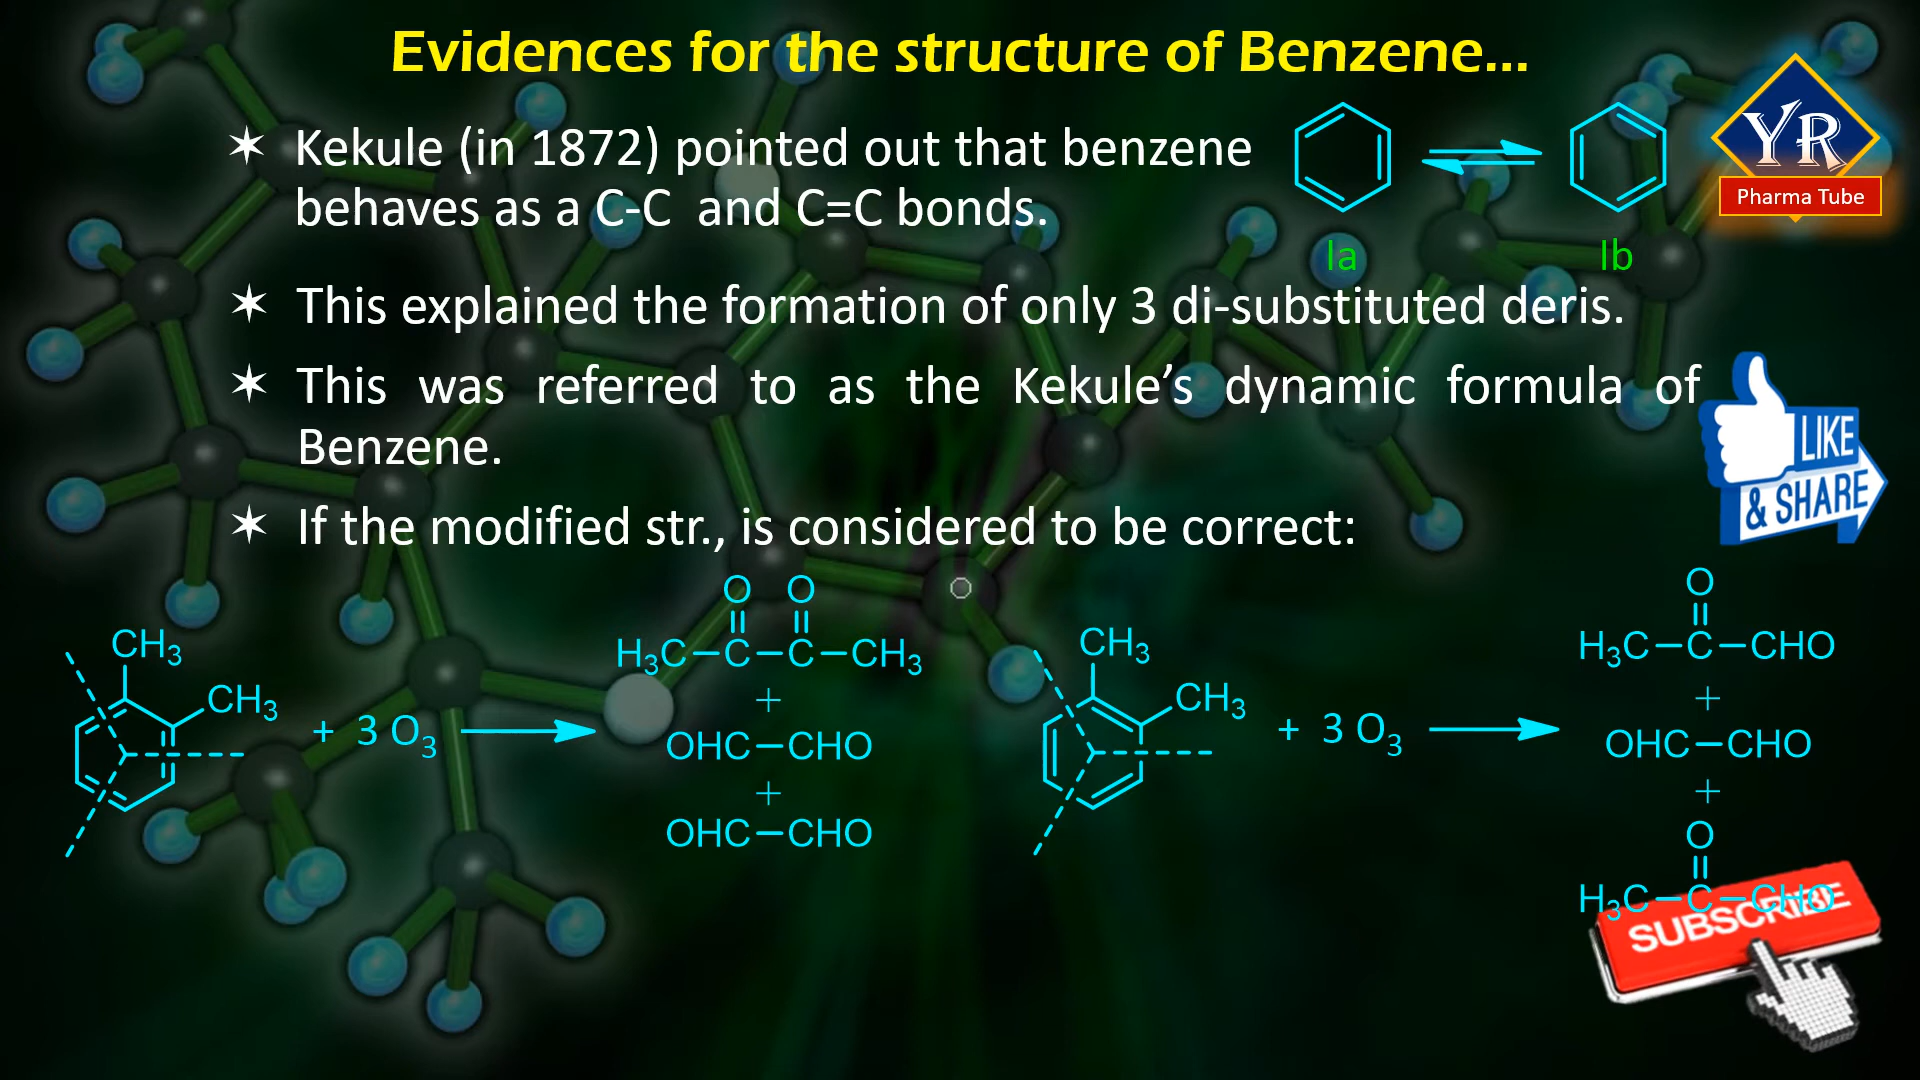 Evidences for the structure of Benzene...
✶ Kekule (in 1872) pointed out that benzene
behaves as a C-C and C=C bonds.
Ia
Ib
YR
Pharma Tube
✶ This explained the formation of only 3 di-substituted deris.
✶ This was referred to as the Kekule’s dynamic formula of
Benzene.
✶ If the modified str., is considered to be correct:
LIKE
& SHARE
CH₃
CH₃
+ 3 O₃
O O
H₃C–C–C–CH₃
+
OHC–CHO
+
OHC–CHO
CH₃
CH₃
+ 3 O₃
O
H₃C–C–CHO
+
OHC–CHO
+
O
H₃C–C–CHO
SUBSCRIBE